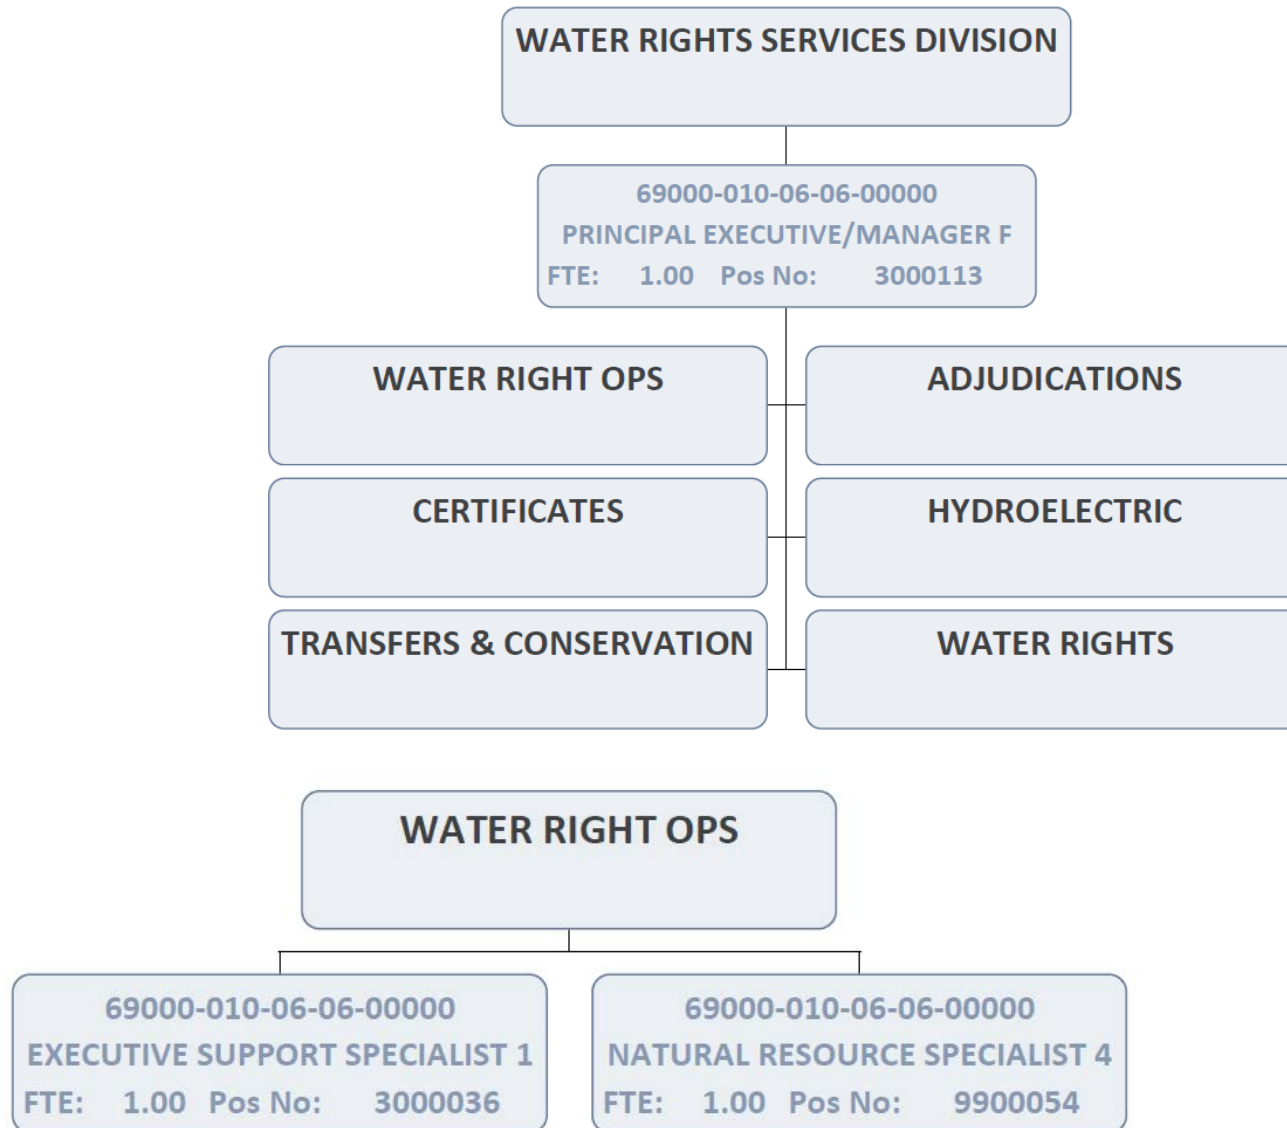 WATER RIGHTS SERVICES DIVISION
69000-010-06-06-00000
PRINCIPAL EXECUTIVE/MANAGER F
FTE: 1.00 Pos No: 3000113
WATER RIGHT OPS
ADJUDICATIONS
CERTIFICATES
HYDROELECTRIC
TRANSFERS & CONSERVATION
WATER RIGHTS
WATER RIGHT OPS
69000-010-06-06-00000
EXECUTIVE SUPPORT SPECIALIST 1
FTE: 1.00 Pos No: 3000036
69000-010-06-06-00000
NATURAL RESOURCE SPECIALIST 4
FTE: 1.00 Pos No: 9900054